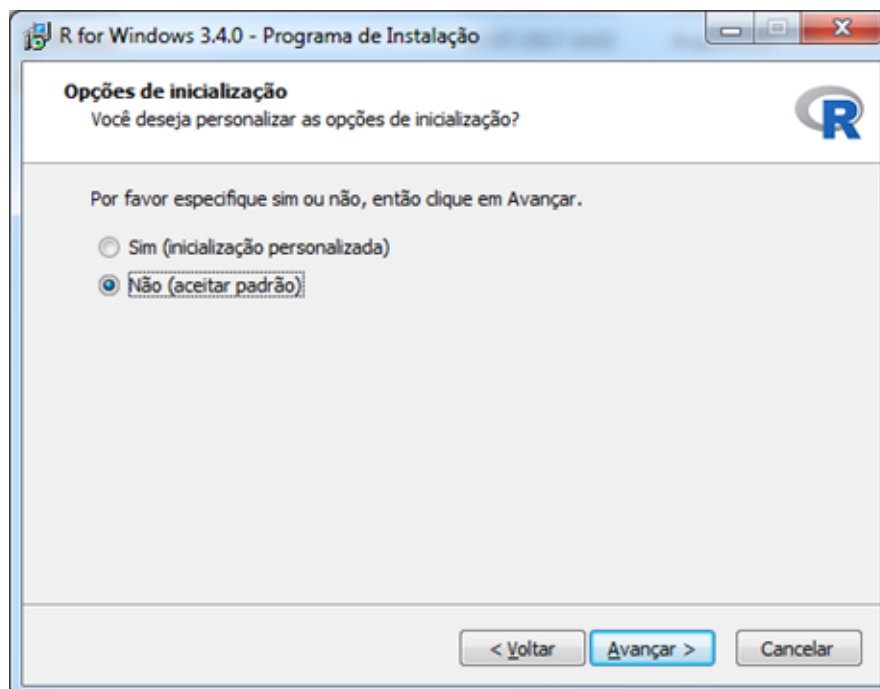 R for Windows 3.4.0 - Programa de Instalação
Opções de inicialização
Você deseja personalizar as opções de inicialização?
R
Por favor especifique sim ou não, então clique em Avançar.
Sim (inicialização personalizada)
Não (aceitar padrão)
< Voltar
Avançar >
Cancelar